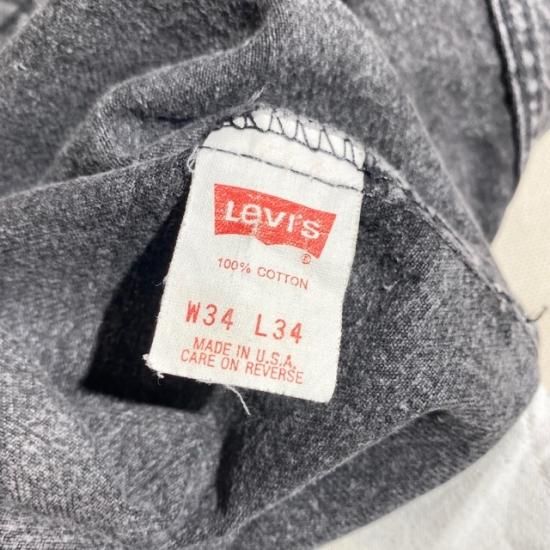 Levi's
®
100% COTTON
W34 L34
MADE IN U.S.A.
CARE ON REVERSE